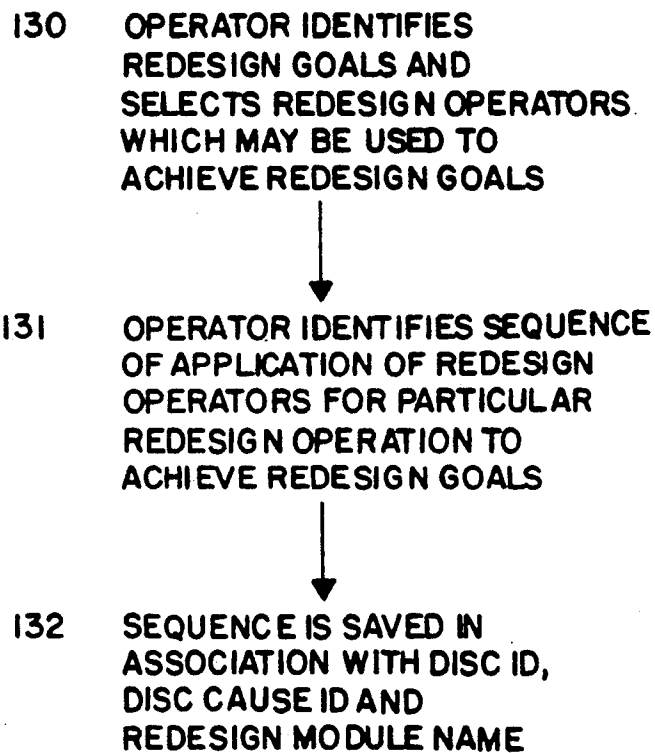 130 OPERATOR IDENTIFIES
REDESIGN GOALS AND
SELECTS REDESIGN OPERATORS
WHICH MAY BE USED TO
ACHIEVE REDESIGN GOALS
131 OPERATOR IDENTIFIES SEQUENCE
OF APPLICATION OF REDESIGN
OPERATORS FOR PARTICULAR
REDESIGN OPERATION TO
ACHIEVE REDESIGN GOALS
132 SEQUENCE IS SAVED IN
ASSOCIATION WITH DISC ID,
DISC CAUSE ID AND
REDESIGN MODULE NAME